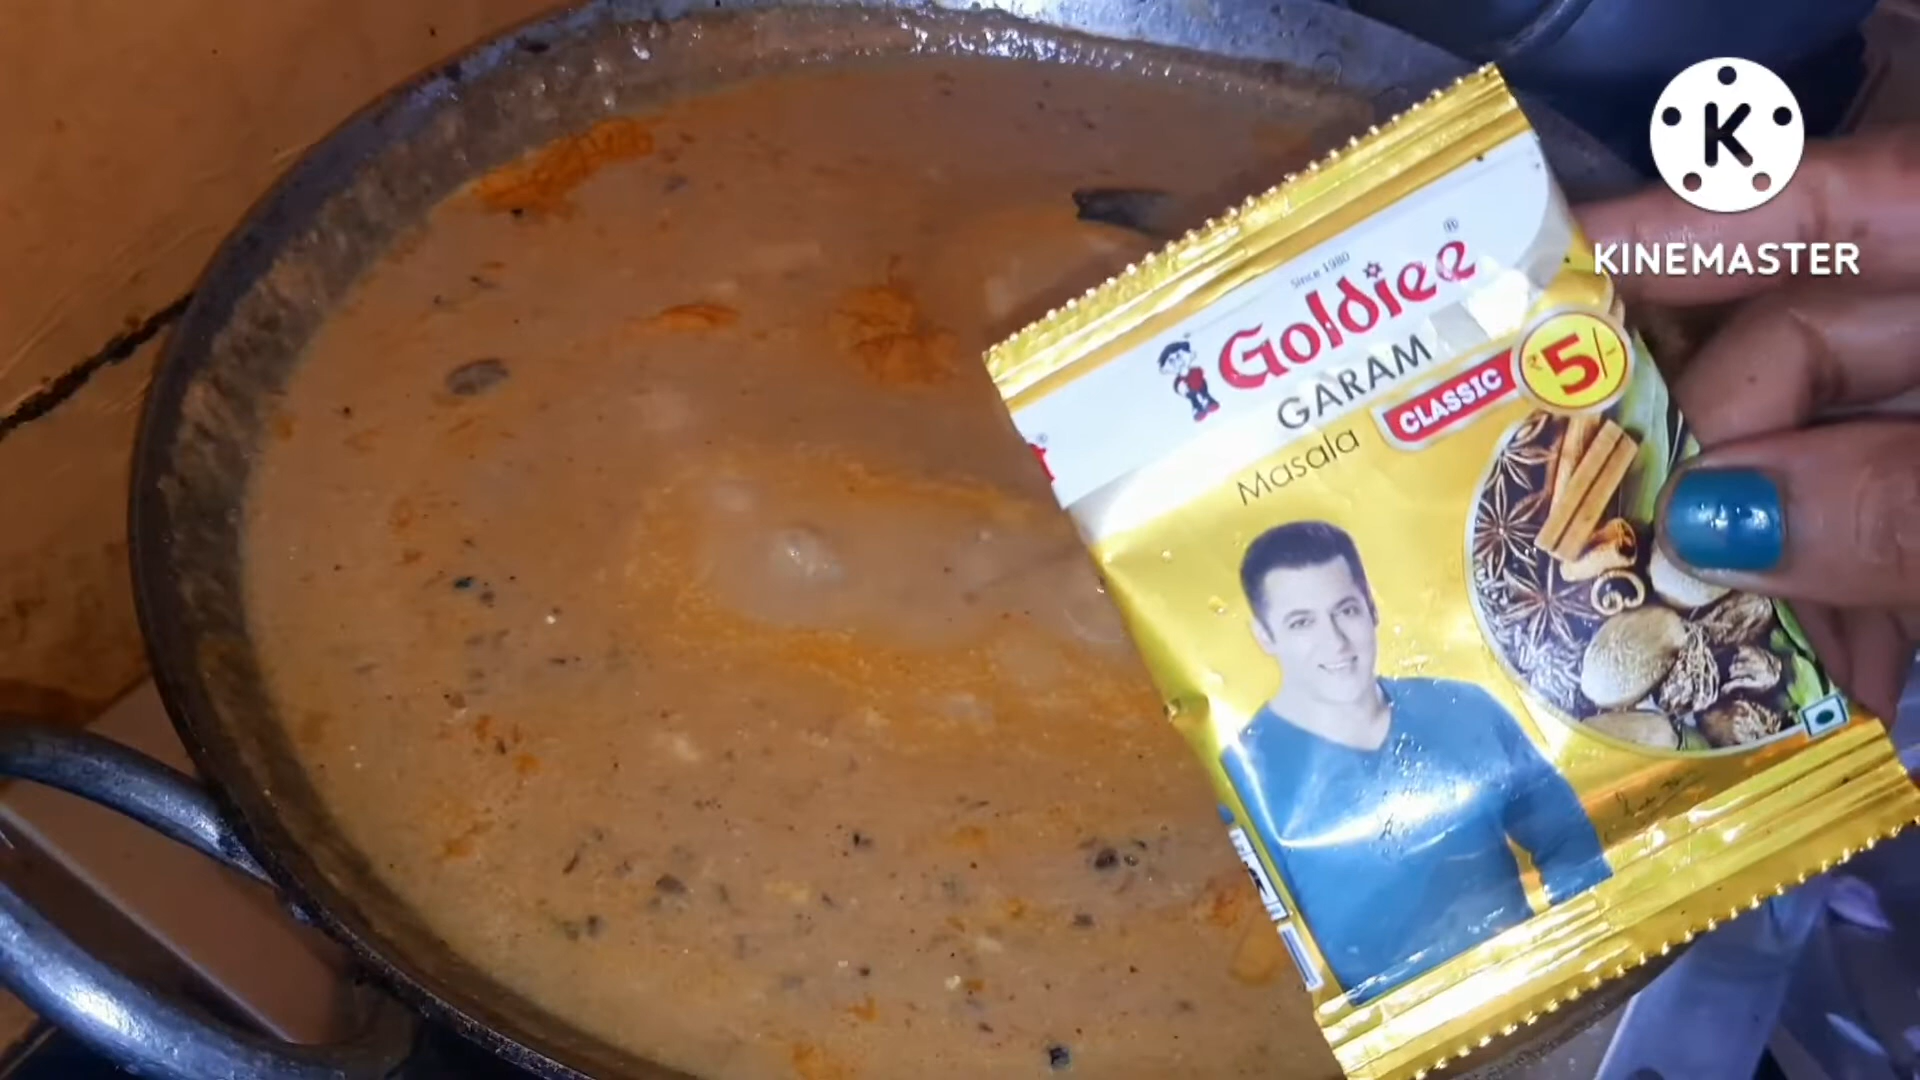 Since 1980
Goldiee®
GARAM
Masala
CLASSIC
₹5/-
K
KINEMASTER